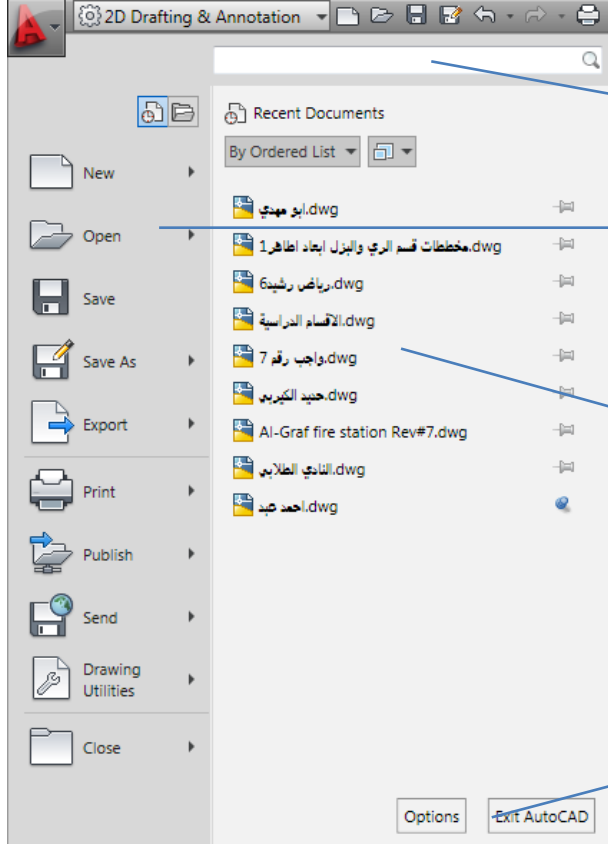 2D Drafting & Annotation
Recent Documents
By Ordered List
New
Open
Save
Save As
Export
Print
Publish
Send
Drawing
Utilities
Close
ابو مهدي.dwg
مخططات قسم الري والبزل ابعاد اظاهر1.dwg
رياض رشيد6.dwg
الاقسام الدراسية.dwg
واجب رقم 7.dwg
حميد الكبربي.dwg
Al-Graf fire station Rev#7.dwg
النادي الطلابي.dwg
احمد عبد.dwg
Options
Exit AutoCAD